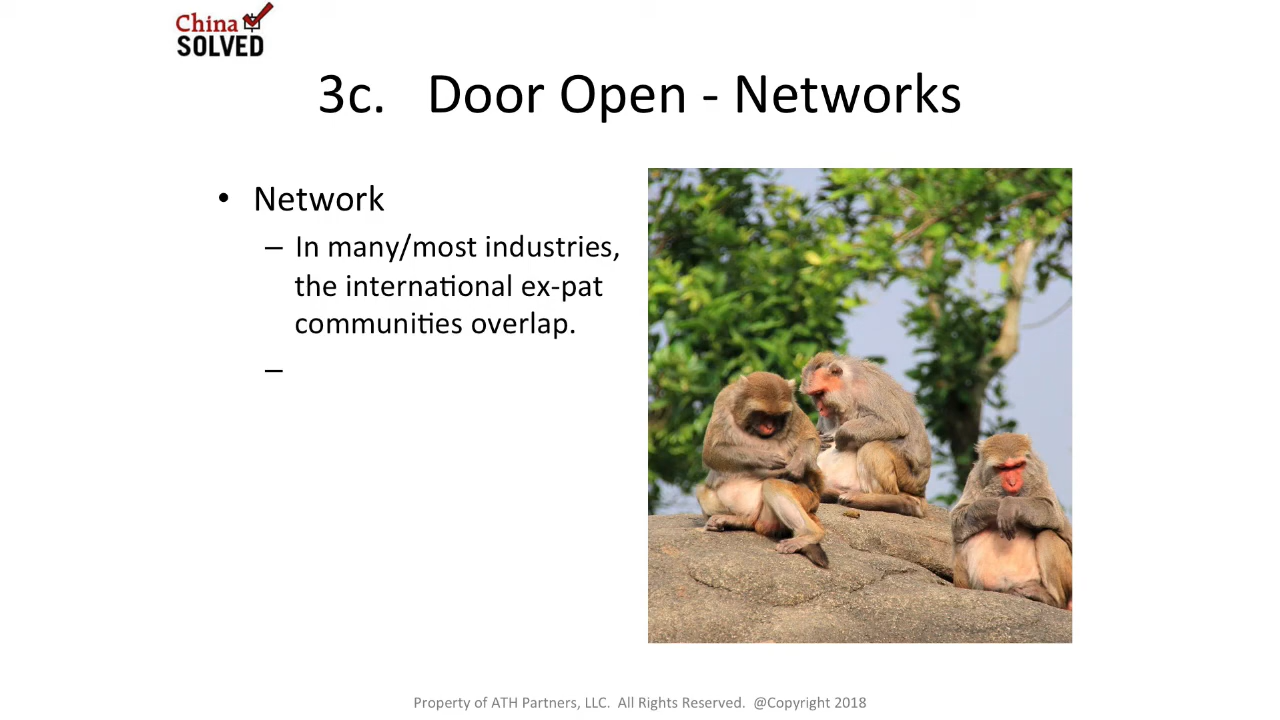 China
SOLVED
3c. Door Open - Networks
• Network
– In many/most industries,
the international ex-pat
communities overlap.
–
Property of ATH Partners, LLC. All Rights Reserved. @Copyright 2018